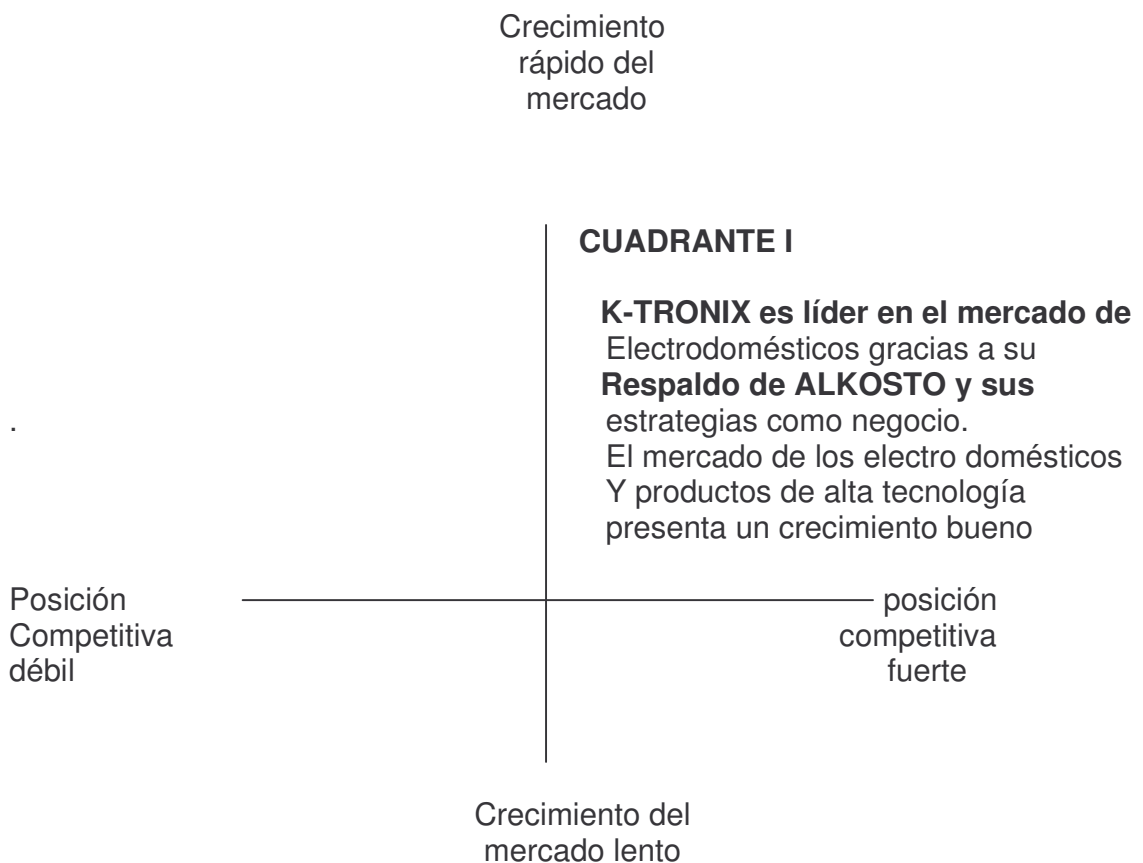 Crecimiento
rápido del
mercado
CUADRANTE I
K-TRONIX es líder en el mercado de
Electrodomésticos gracias a su
Respaldo de ALKOSTO y sus
.
estrategias como negocio.
El mercado de los electro domésticos
Y productos de alta tecnología
presenta un crecimiento bueno
Posición
Competitiva
débil
posición
competitiva
fuerte
Crecimiento del
mercado lento